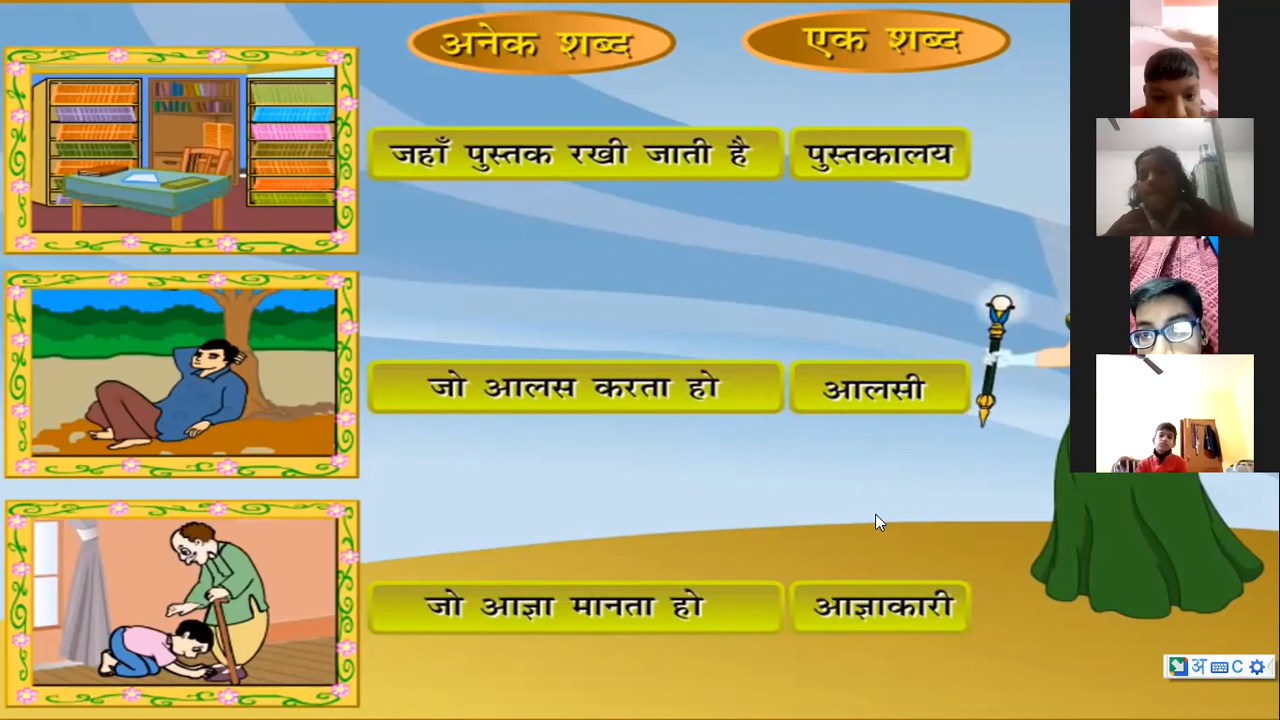 अनेक शब्द एक शब्द
जहाँ पुस्तक रखी जाती है पुस्तकालय
जो आलस करता हो आलसी
जो आज्ञा मानता हो आज्ञाकारी
अ C